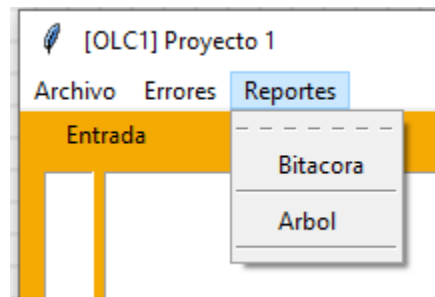 [OLC1] Proyecto 1
Archivo Errores Reportes
Entrada
Bitacora
Arbol